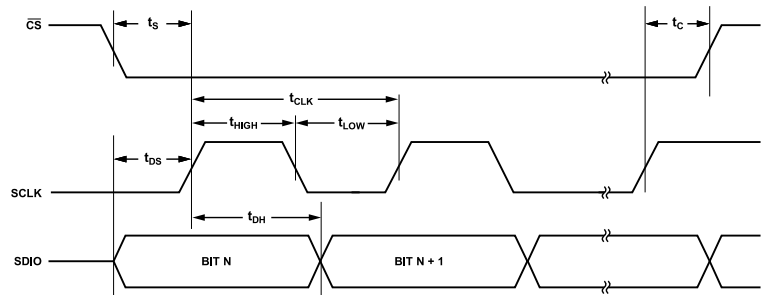 CS
tS
tC
tCLK
tHIGH
tLOW
tDS
SCLK
tDH
SDIO
BIT N
BIT N + 1